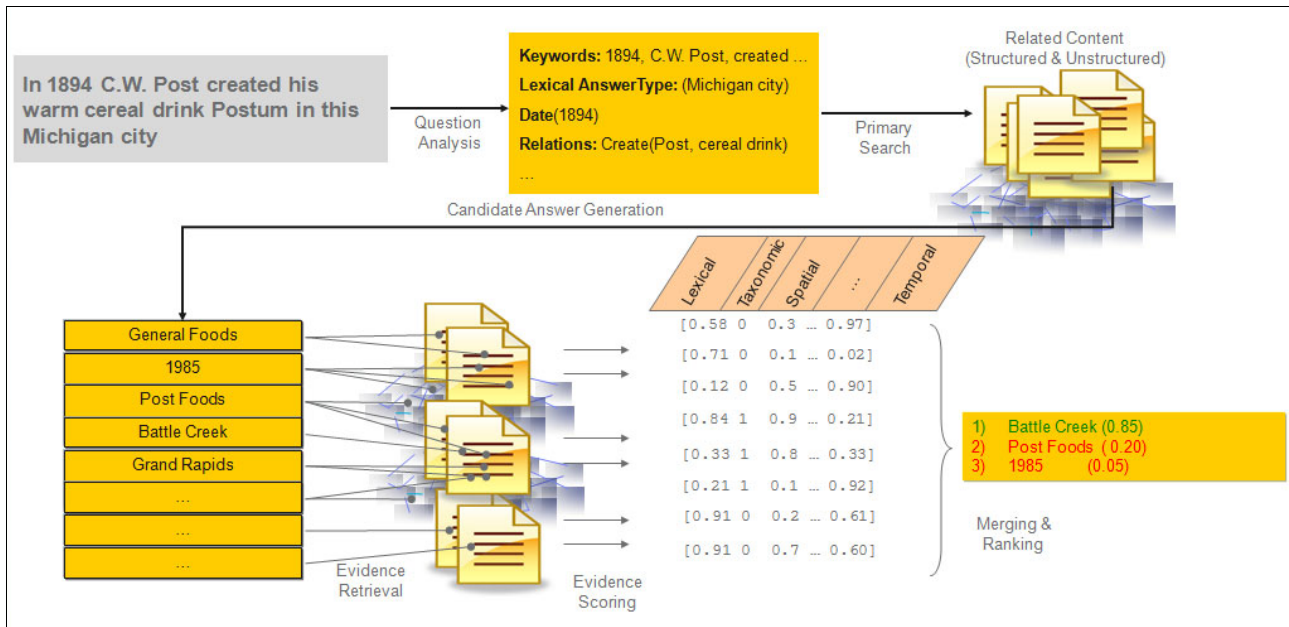 In 1894 C.W. Post created his
warm cereal drink Postum in this
Michigan city
Question
Analysis
Keywords: 1894, C.W. Post, created ...
Lexical AnswerType: (Michigan city)
Date(1894)
Relations: Create(Post, cereal drink)
...
Primary
Search
Related Content
(Structured & Unstructured)
Candidate Answer Generation
General Foods
1985
Post Foods
Battle Creek
Grand Rapids
...
...
...
Evidence
Retrieval
Evidence
Scoring
Lexical
Taxonomic
Spatial
...
Temporal
[0.58 0 0.3 … 0.97]
[0.71 0 0.1 … 0.02]
[0.12 0 0.5 … 0.90]
[0.84 1 0.9 … 0.21]
[0.33 1 0.8 … 0.33]
[0.21 1 0.1 … 0.92]
[0.91 0 0.2 … 0.61]
[0.91 0 0.7 … 0.60]
1) Battle Creek (0.85)
2) Post Foods ( 0.20)
3) 1985 (0.05)
Merging &
Ranking